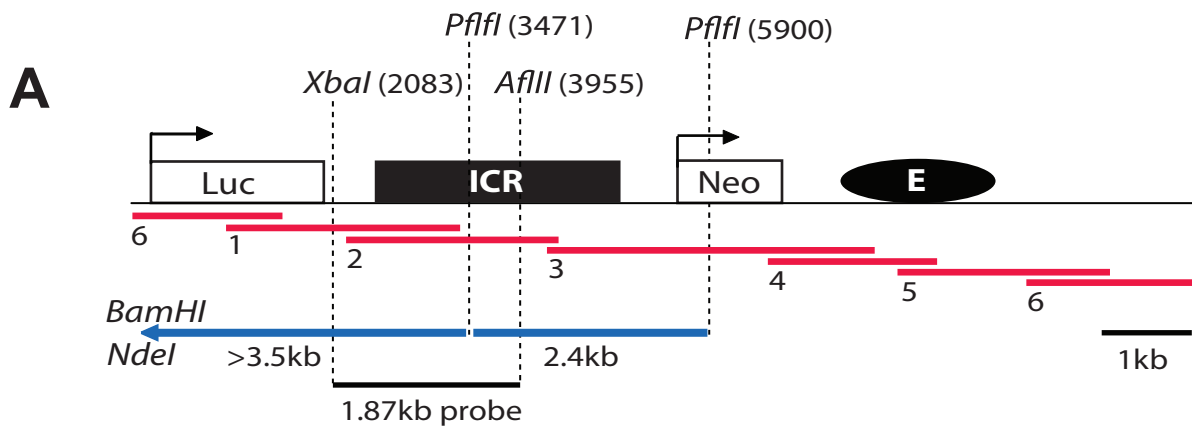 A
PflfI (3471)
PflfI (5900)
XbaI (2083)
AflII (3955)
Luc
ICR
Neo
E
6
1
2
3
4
5
6
BamHI
NdeI
>3.5kb
2.4kb
1kb
1.87kb probe